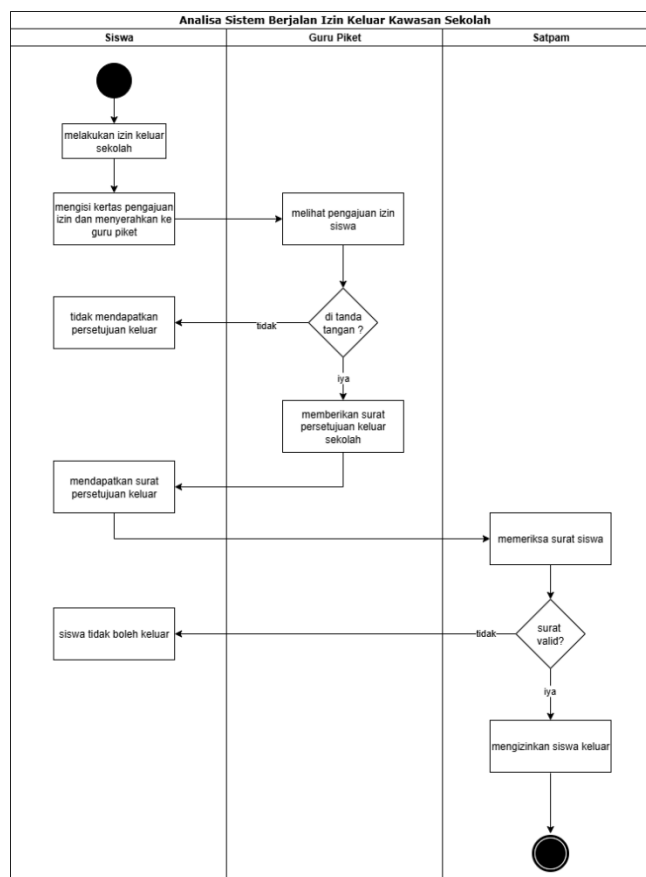 Analisa Sistem Berjalan Izin Keluar Kawasan Sekolah
Siswa
Guru Piket
Satpam
melakukan izin keluar
sekolah
mengisi kertas pengajuan
izin dan menyerahkan ke
guru piket
melihat pengajuan izin
siswa
di tanda
tangan ?
tidak
tidak mendapatkan
persetujuan keluar
iya
memberikan surat
persetujuan keluar
sekolah
mendapatkan surat
persetujuan keluar
memeriksa surat siswa
surat
valid?
tidak
siswa tidak boleh keluar
iya
mengizinkan siswa keluar